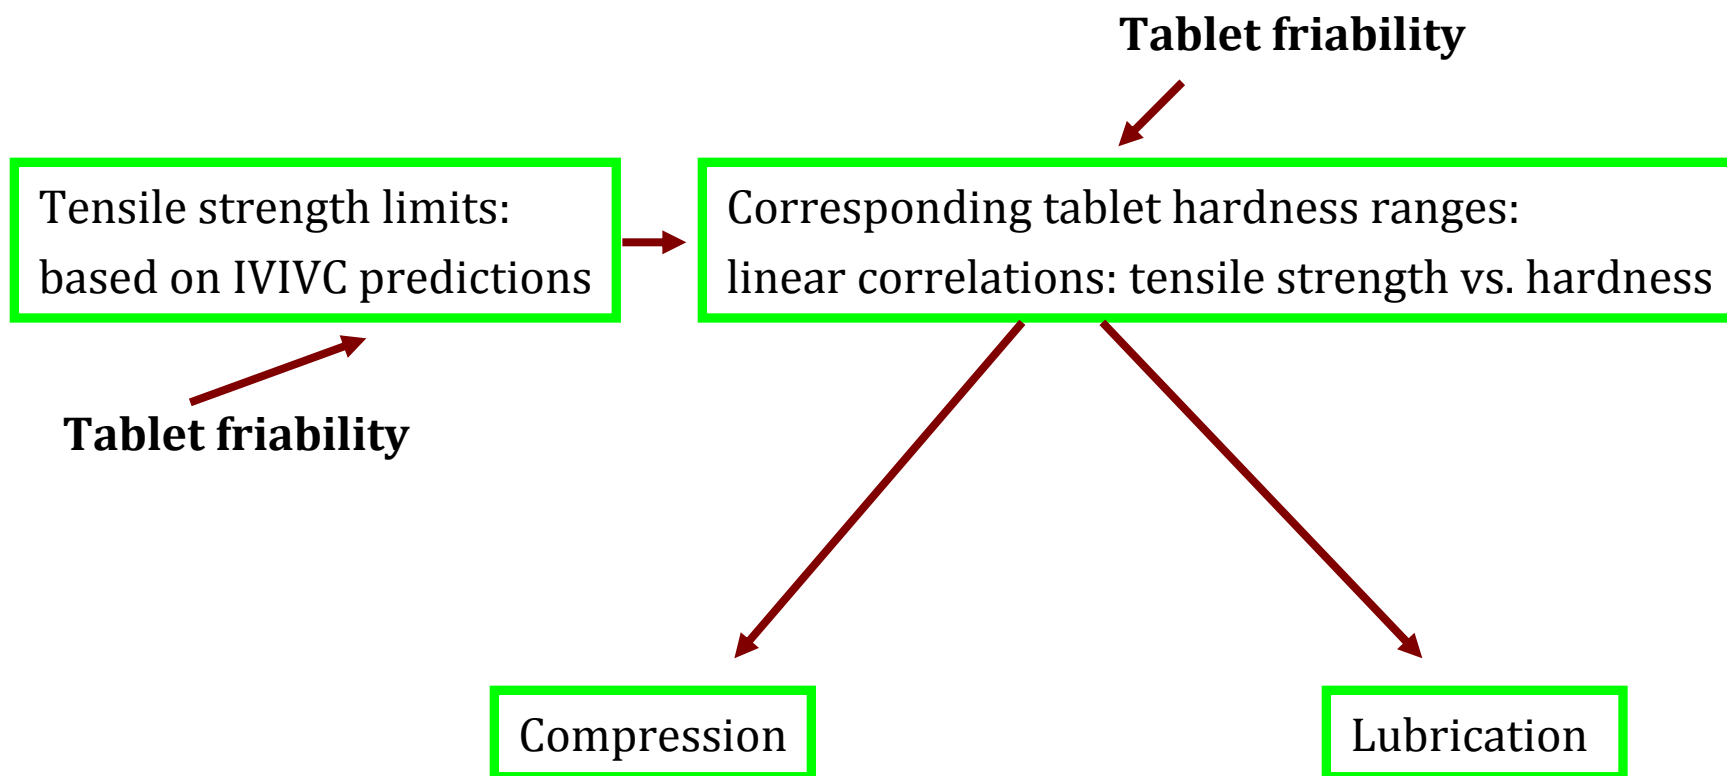 Tablet friability
Tensile strength limits:
based on IVIVC predictions
Corresponding tablet hardness ranges:
linear correlations: tensile strength vs. hardness
Tablet friability
Compression
Lubrication